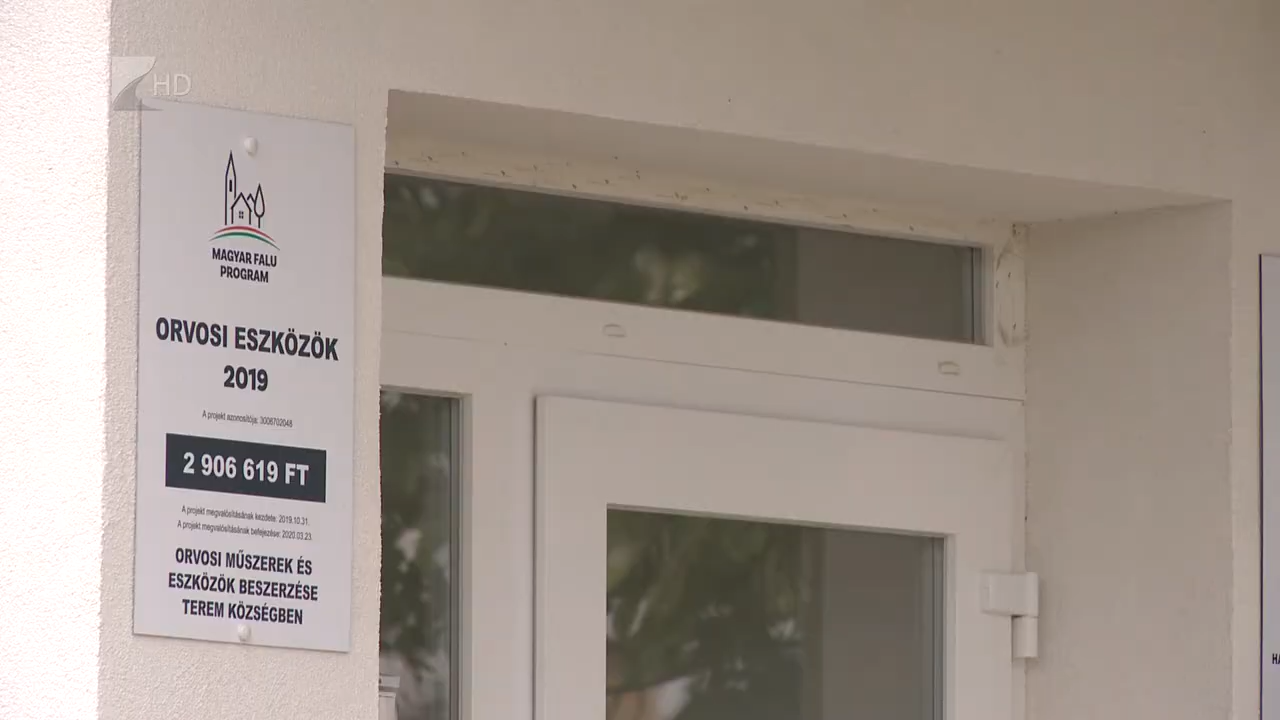 HD
MAGYAR FALU
PROGRAM
ORVOSI ESZKÖZÖK
2019
A projekt azonosítója: 3006702048
2 906 619 FT
A projekt megvalósításának kezdete: 2019.10.31.
A projekt megvalósításának befejezése: 2020.03.23
ORVOSI MŰSZEREK ÉS
ESZKÖZÖK BESZERZÉSE
TEREM KÖZSÉGBEN